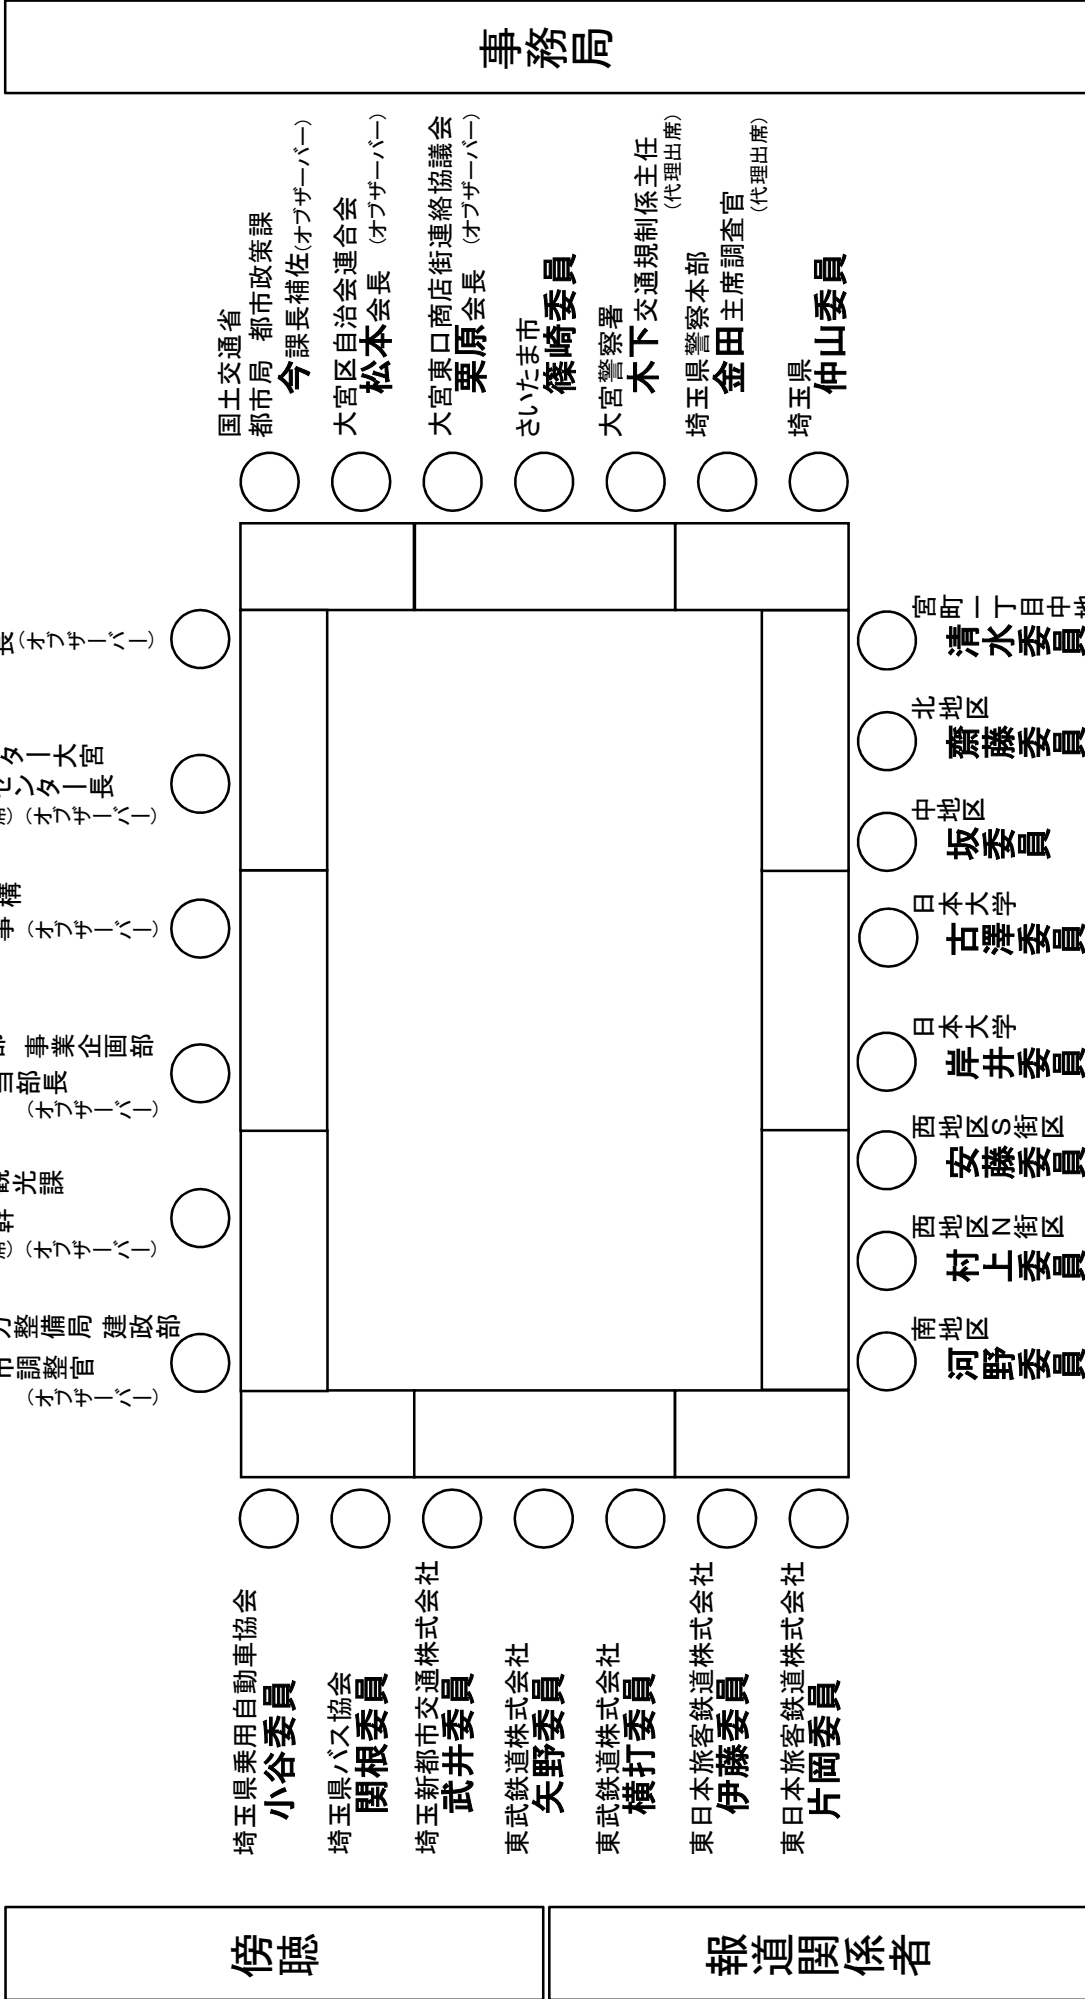 事務局
国土交通省
都市局 都市政策課
今課長補佐(オブザーバー)
大宮区自治会連合会
松本会長(オブザーバー)
大宮東口商店街連絡協議会
栗原会長(オブザーバー)
さいたま市
篠崎委員
大宮警察署
木下交通規制係主任
(代理出席)
埼玉県警察本部
金田主席調査官
(代理出席)
埼玉県
仲山委員
長(オブザーバー)
ター大宮
センター長
(オブザーバー)
構
事(オブザーバー)
事業企画部
当部長
(オブザーバー)
観光課
幹
(オブザーバー)
整備局 建政部
市調整官
(オブザーバー)
宮町一丁目中地
清水委員
北地区
齋藤委員
中地区
坂委員
日本大学
古澤委員
日本大学
岸井委員
西地区S街区
安藤委員
西地区N街区
村上委員
南地区
河野委員
埼玉県乗用自動車協会
小谷委員
埼玉県バス協会
関根委員
埼玉新都市交通株式会社
武井委員
東武鉄道株式会社
矢野委員
東武鉄道株式会社
横打委員
東日本旅客鉄道株式会社
伊藤委員
東日本旅客鉄道株式会社
片岡委員
傍聴
報道関係者